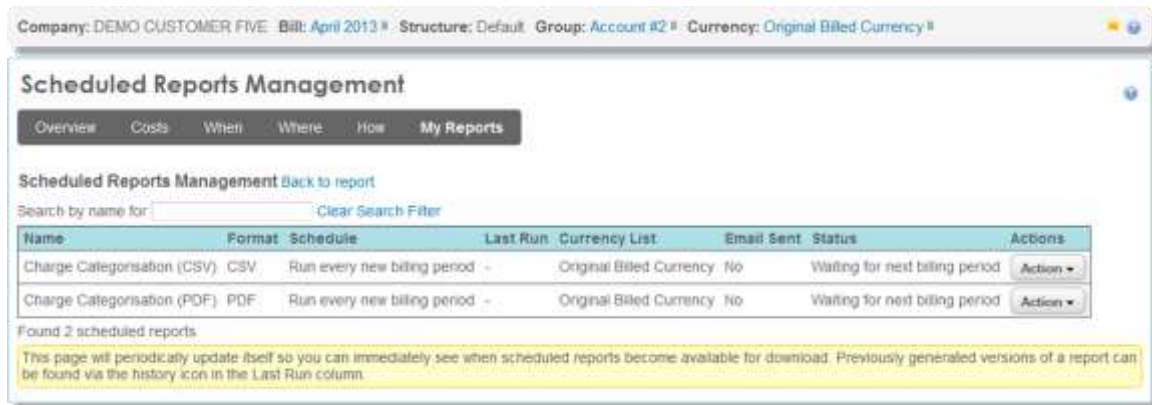 Company: DEMO CUSTOMER FIVE Bill: April 2013 Structure: Default Group: Account #2 Currency: Original Billed Currency
Scheduled Reports Management
Overview Costs When Where How My Reports
Scheduled Reports Management Back to report
Search by name for Clear Search Filter
Name Format Schedule Last Run Currency List Email Sent Status Actions
Charge Categorisation (CSV) CSV Run every new billing period - Original Billed Currency No Waiting for next billing period Action
Charge Categorisation (PDF) PDF Run every new billing period - Original Billed Currency No Waiting for next billing period Action
Found 2 scheduled reports
This page will periodically update itself so you can immediately see when scheduled reports become available for download. Previously generated versions of a report can
be found via the history icon in the Last Run column.